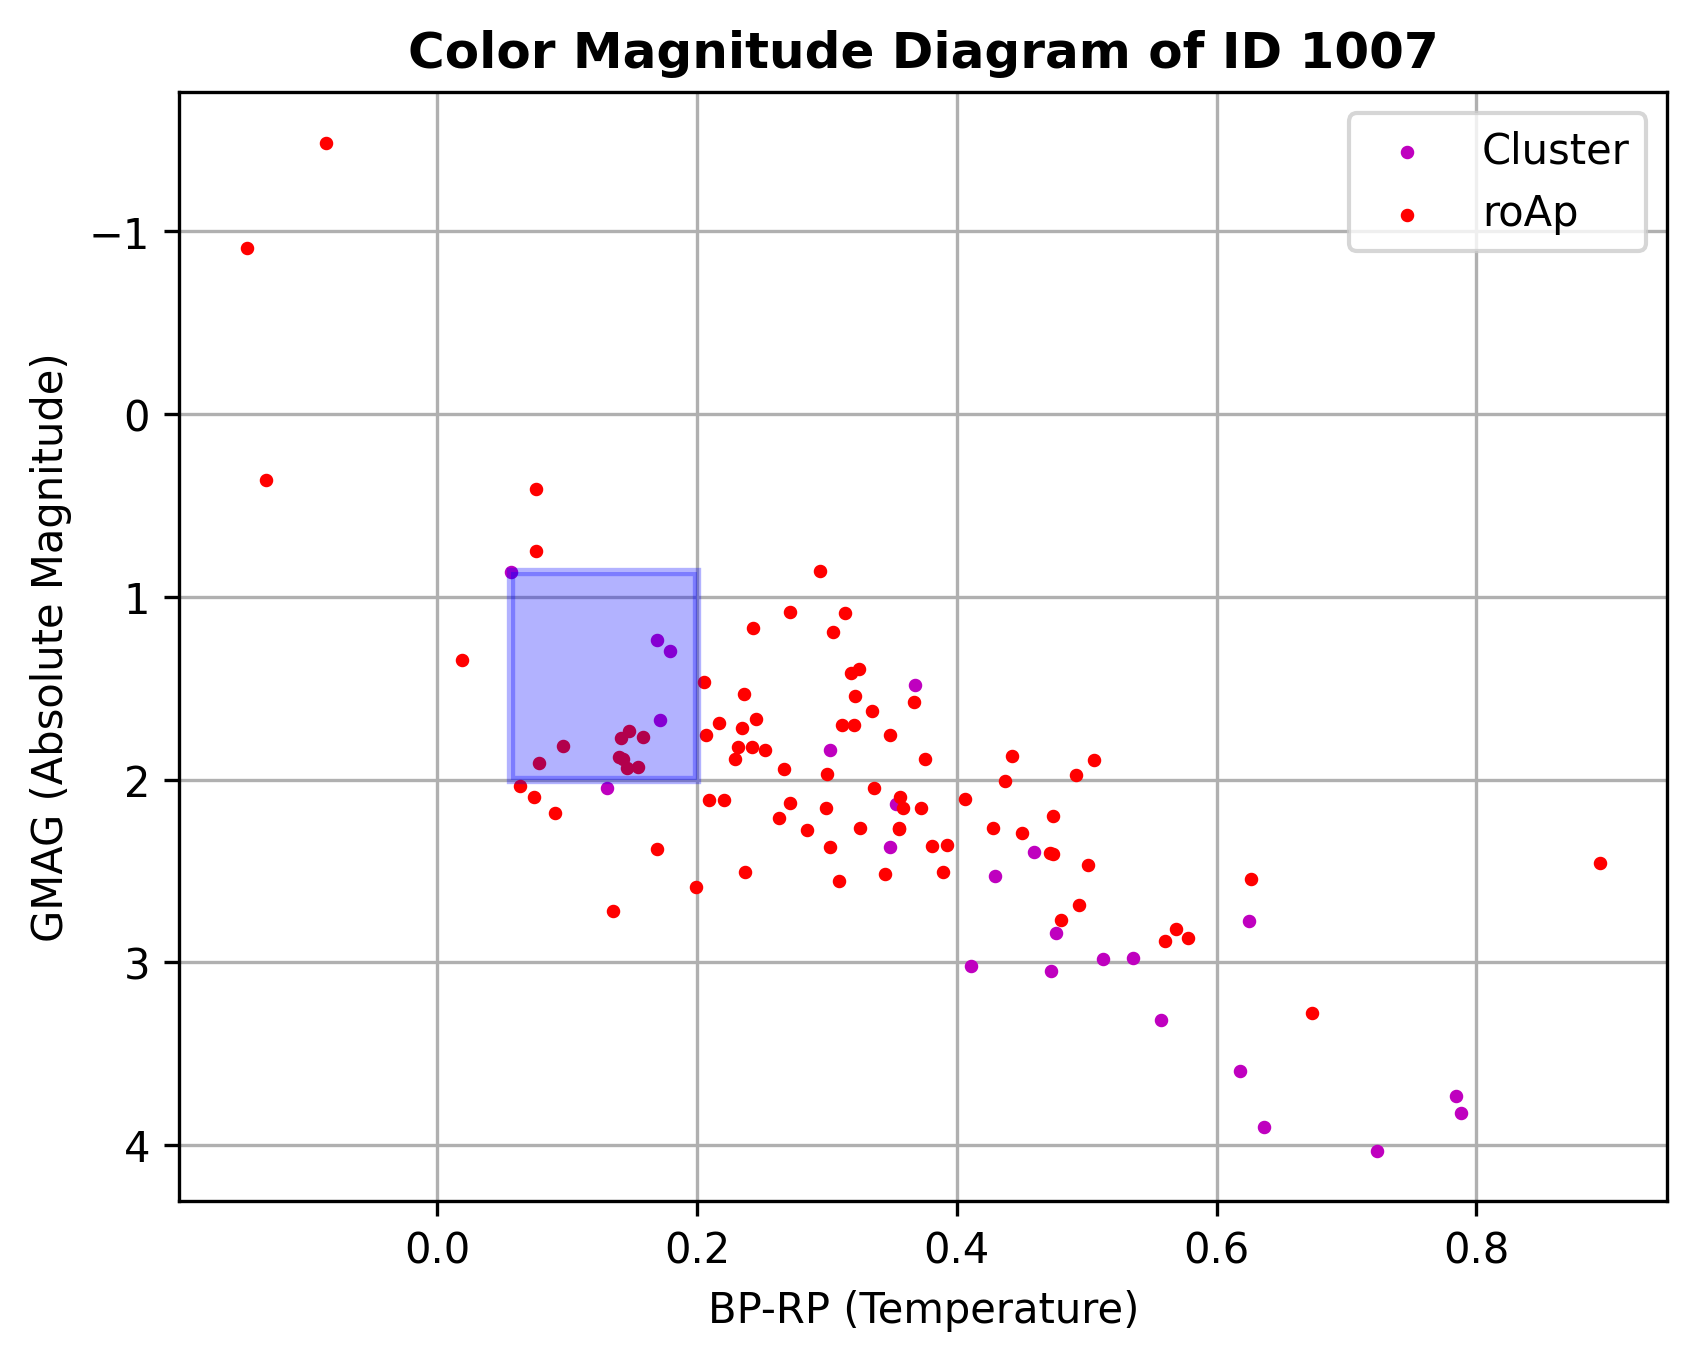 Color Magnitude Diagram of ID 1007
Cluster
roAp
GMAG (Absolute Magnitude)
−1
0
1
2
3
4
0.0 0.2 0.4 0.6 0.8
BP-RP (Temperature)